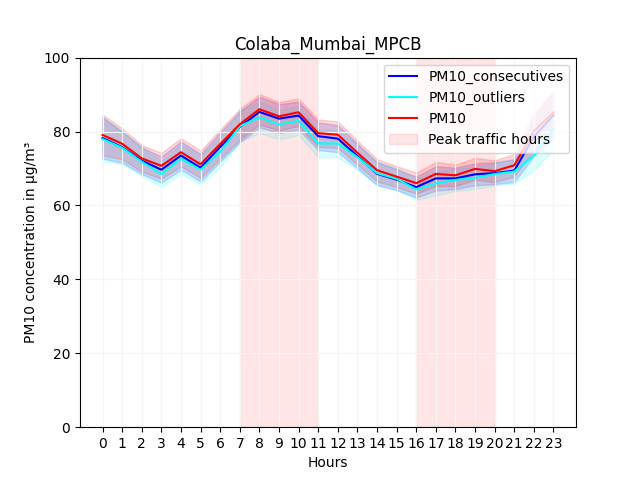 Colaba_Mumbai_MPCB
PM10_consecutives
PM10_outliers
PM10
Peak traffic hours
PM10 concentration in µg/m³
100
80
60
40
20
0
0 1 2 3 4 5 6 7 8 9 10 11 12 13 14 15 16 17 18 19 20 21 22 23
Hours